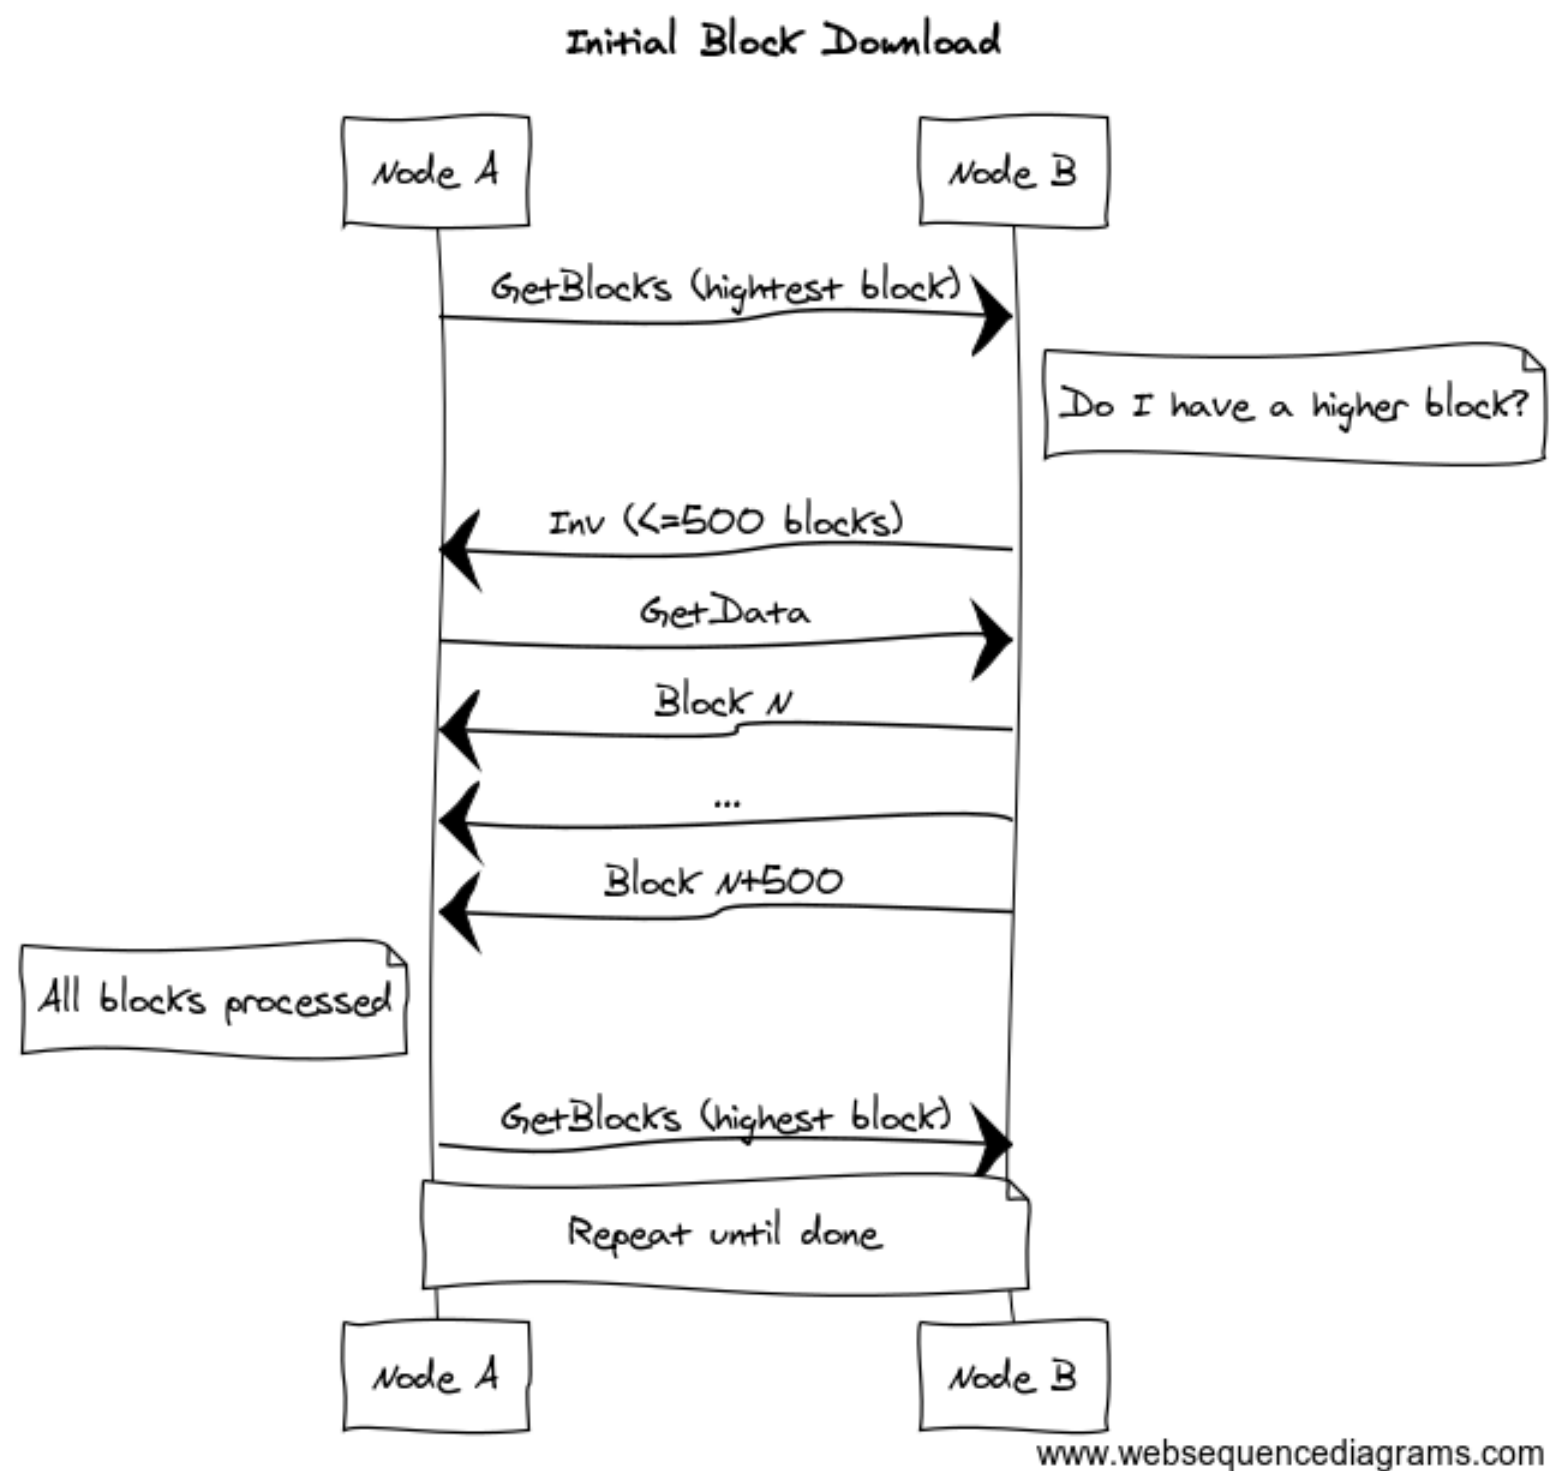 Initial Block Download
Node A
Node B
GetBlocks (hightest block)
Do I have a higher block?
Inv (<=500 blocks)
GetData
Block N
...
Block N+500
All blocks processed
GetBlocks (highest block)
Repeat until done
Node A
Node B
www.websequencediagrams.com